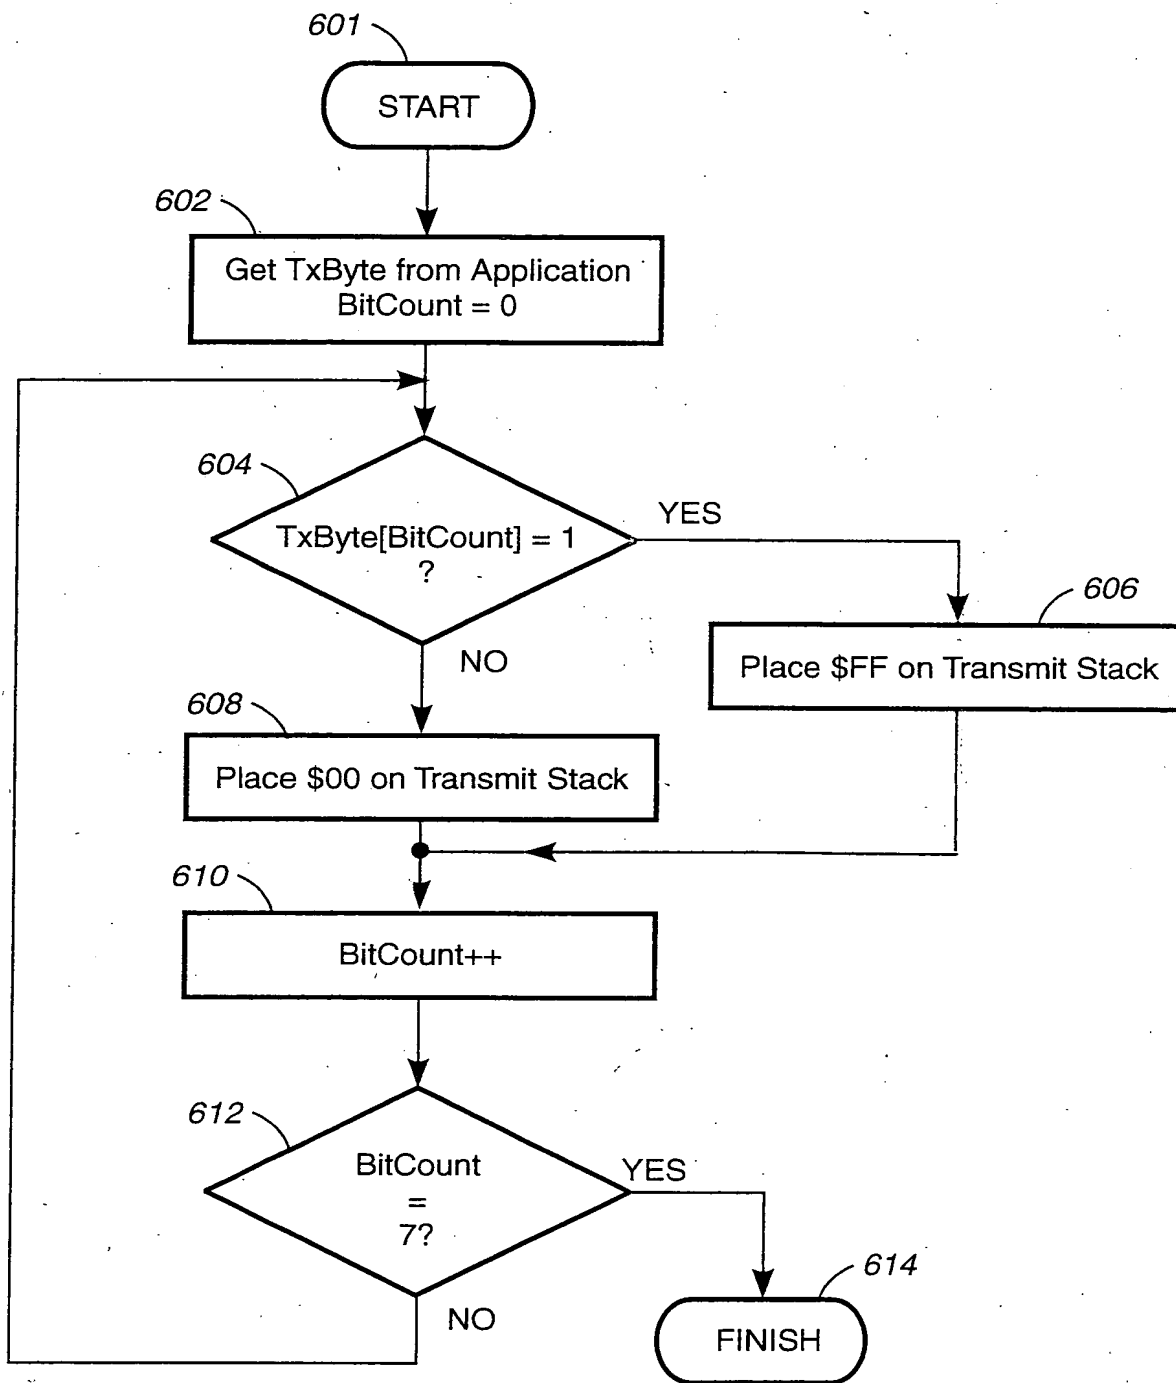 601
START
602
Get TxByte from Application
BitCount = 0
604
TxByte[BitCount] = 1
?
YES
606
Place $FF on Transmit Stack
NO
608
Place $00 on Transmit Stack
610
BitCount++
612
BitCount
=
7?
YES
614
NO
FINISH